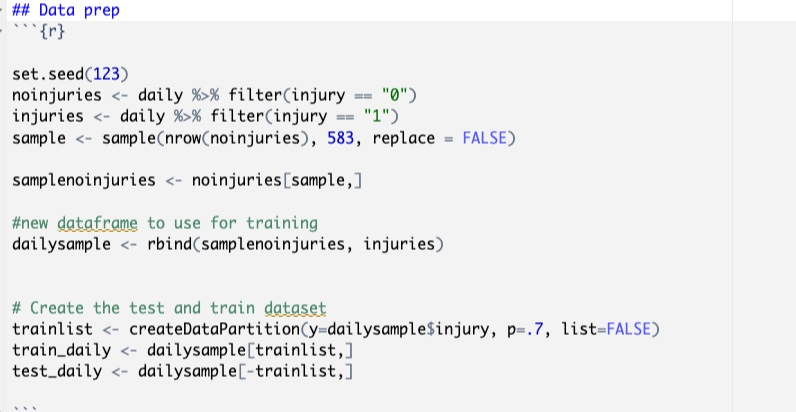 ## Data prep
```{r}
set.seed(123)
noinjuries <- daily %>% filter(injury == "0")
injuries <- daily %>% filter(injury == "1")
sample <- sample(nrow(noinjuries), 583, replace = FALSE)
samplenoinjuries <- noinjuries[sample,]
#new dataframe to use for training
dailysample <- rbind(samplenoinjuries, injuries)
# Create the test and train dataset
trainlist <- createDataPartition(y=dailysample$injury, p=.7, list=FALSE)
train_daily <- dailysample[trainlist,]
test_daily <- dailysample[-trainlist,]
```